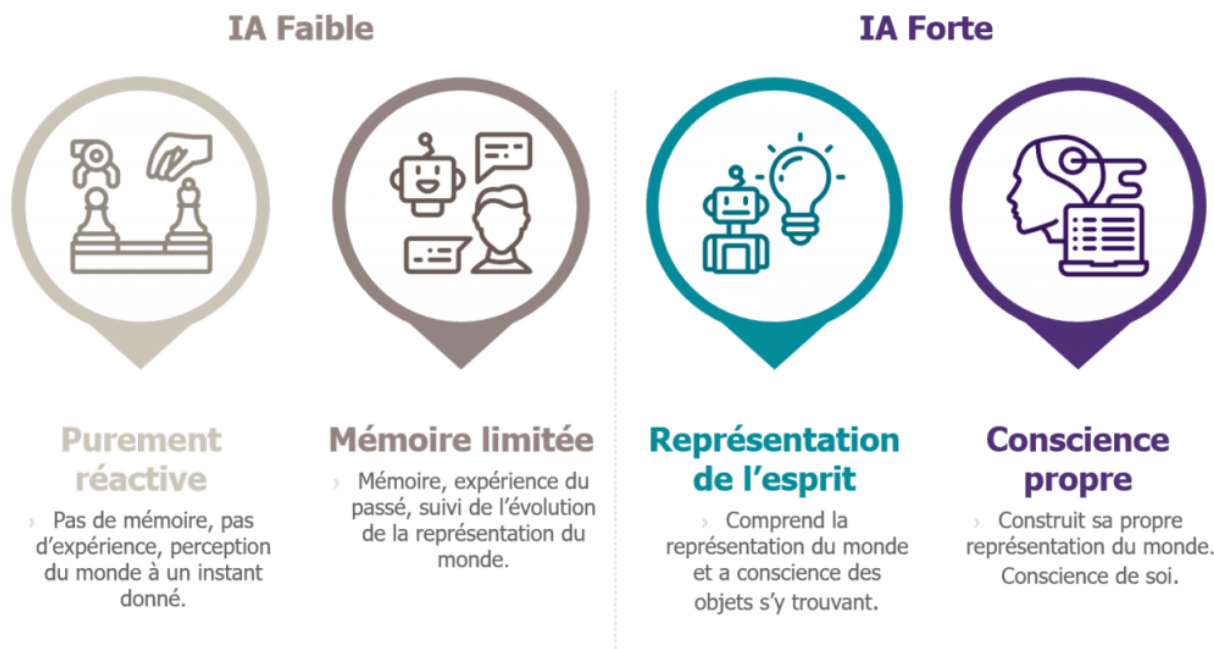 IA Faible
IA Forte
Purement
réactive
› Pas de mémoire, pas
d'expérience, perception
du monde à un instant
donné.
Mémoire limitée
› Mémoire, expérience du
passé, suivi de l'évolution
de la représentation du
monde.
Représentation
de l'esprit
› Comprend la
représentation du monde
et a conscience des
objets s'y trouvant.
Conscience
propre
› Construit sa propre
représentation du monde.
Conscience de soi.